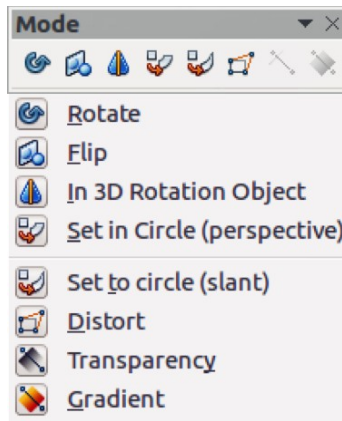 Mode
Rotate
Flip
In 3D Rotation Object
Set in Circle (perspective)
Set to circle (slant)
Distort
Transparency
Gradient